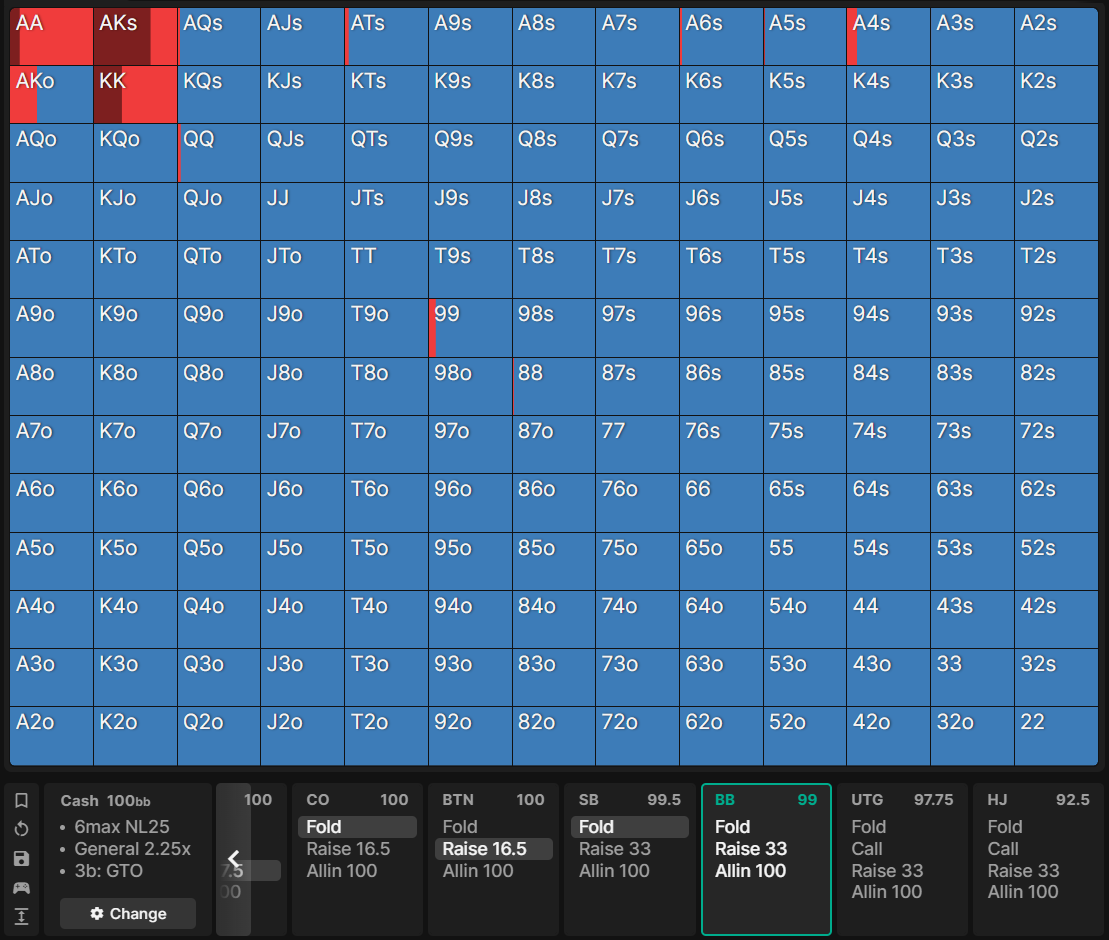 AA AKs AQs AJs ATs A9s A8s A7s A6s A5s A4s A3s A2s
AKo KK KQs KJs KTs K9s K8s K7s K6s K5s K4s K3s K2s
AQo KQo QQ QJs QTs Q9s Q8s Q7s Q6s Q5s Q4s Q3s Q2s
AJo KJo QJo JJ JTs J9s J8s J7s J6s J5s J4s J3s J2s
ATo KTo QTo JTo TT T9s T8s T7s T6s T5s T4s T3s T2s
A9o K9o Q9o J9o T9o 99 98s 97s 96s 95s 94s 93s 92s
A8o K8o Q8o J8o T8o 98o 88 87s 86s 85s 84s 83s 82s
A7o K7o Q7o J7o T7o 97o 87o 77 76s 75s 74s 73s 72s
A6o K6o Q6o J6o T6o 96o 86o 76o 66 65s 64s 63s 62s
A5o K5o Q5o J5o T5o 95o 85o 75o 65o 55 54s 53s 52s
A4o K4o Q4o J4o T4o 94o 84o 74o 64o 54o 44 43s 42s
A3o K3o Q3o J3o T3o 93o 83o 73o 63o 53o 43o 33 32s
A2o K2o Q2o J2o T2o 92o 82o 72o 62o 52o 42o 32o 22
Cash 100bb
• 6max NL25
• General 2.25x
• 3b: GTO
Change
100
7.5
00
CO 100
Fold
Raise 16.5
Allin 100
BTN 100
Fold
Raise 16.5
Allin 100
SB 99.5
Fold
Raise 33
Allin 100
BB 99
Fold
Raise 33
Allin 100
UTG 97.75
Fold
Call
Raise 33
Allin 100
HJ 92.5
Fold
Call
Raise 33
Allin 100